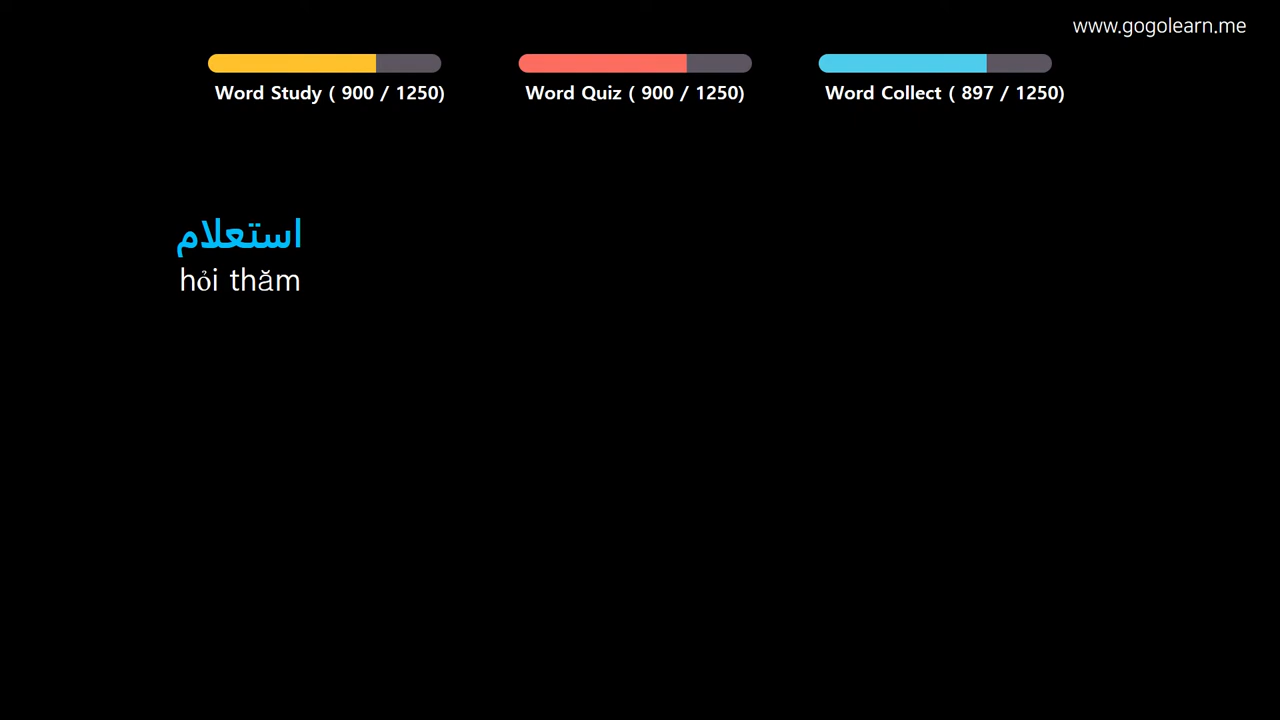 www.gogolearn.me
Word Study ( 900 / 1250)
Word Quiz ( 900 / 1250)
Word Collect ( 897 / 1250)
استعلام
hỏi thăm